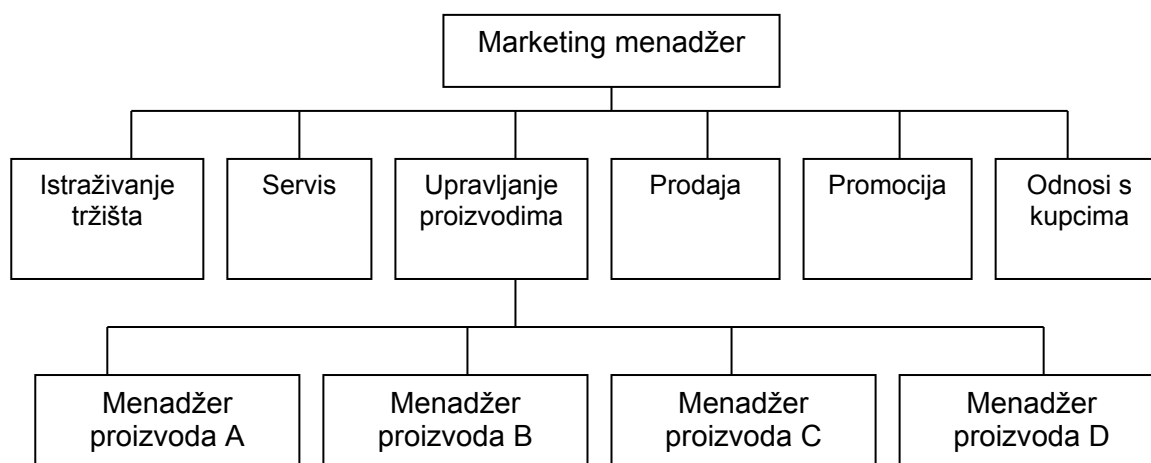 Marketing menadžer
Istraživanje
tržišta
Servis
Upravljanje
proizvodima
Prodaja
Promocija
Odnosi s
kupcima
Menadžer
proizvoda A
Menadžer
proizvoda B
Menadžer
proizvoda C
Menadžer
proizvoda D